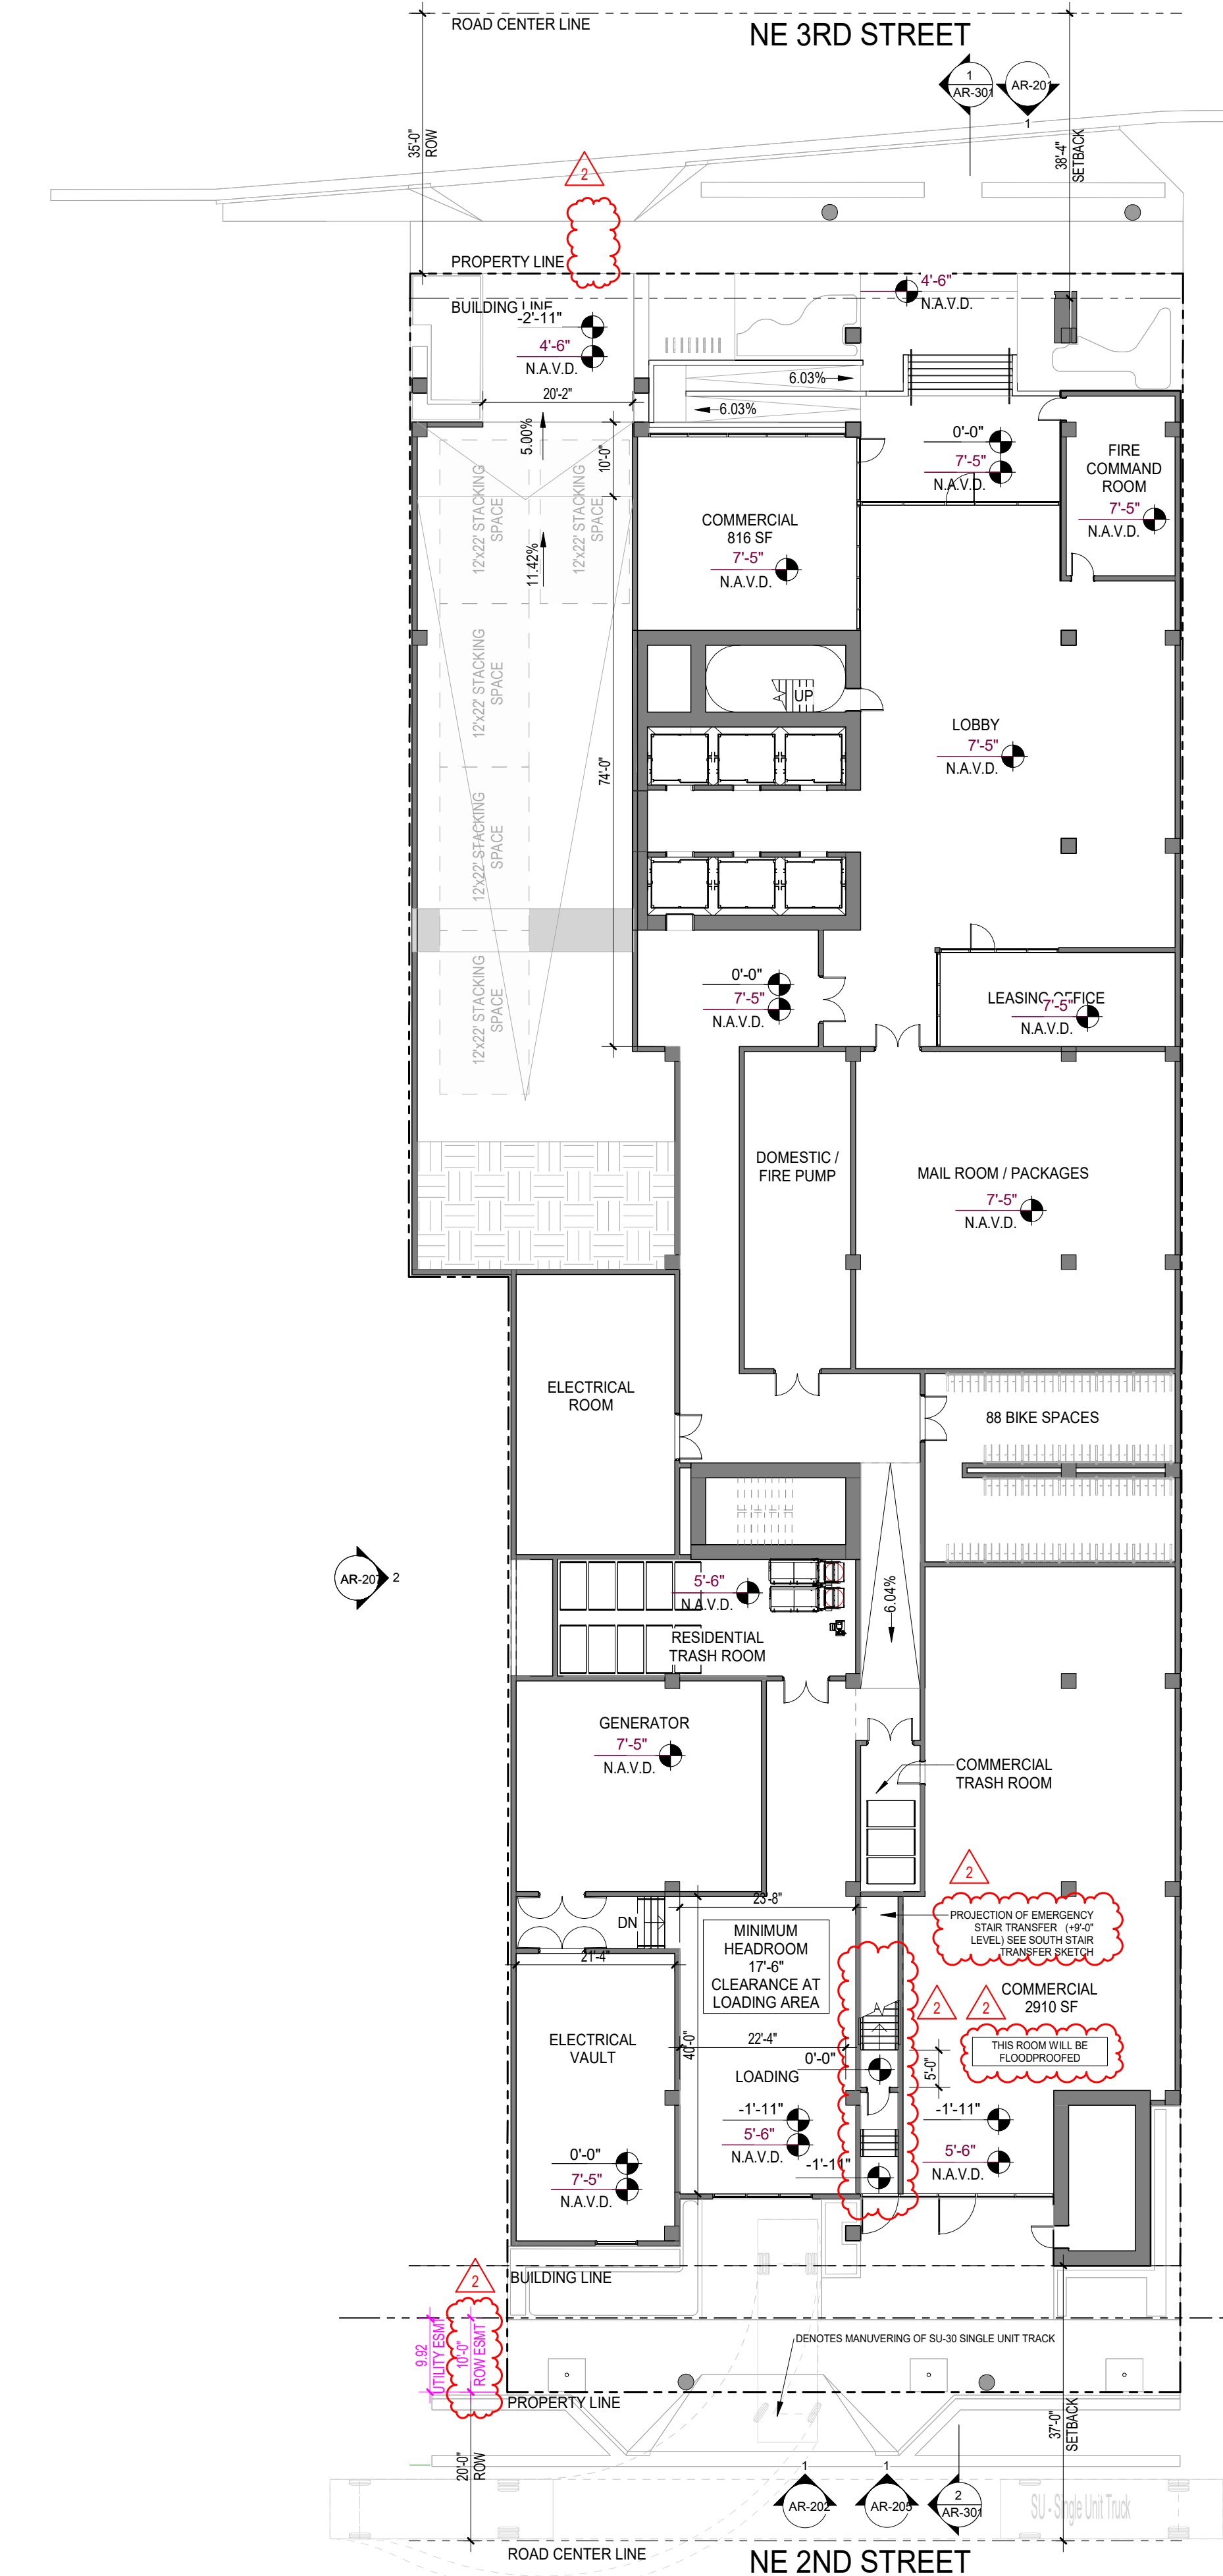 ROAD CENTER LINE
NE 3RD STREET
1
AR-301
AR-201
1
35'-0"
ROW
38'-4"
SETBACK
2
PROPERTY LINE
4'-6"
N.A.V.D.
BUILDING LINE
-2'-11"
4'-6"
N.A.V.D.
6.03%
20'-2"
6.03%
5.00%
10'-0"
0'-0"
7'-5"
N.A.V.D.
FIRE
COMMAND
ROOM
7'-5"
N.A.V.D.
12'x22' STACKING
SPACE
12'x22' STACKING
SPACE
COMMERCIAL
816 SF
7'-5"
N.A.V.D.
11.42%
12'x22' STACKING
SPACE
UP
LOBBY
7'-5"
N.A.V.D.
74'-0"
12'x22' STACKING
SPACE
0'-0"
7'-5"
N.A.V.D.
LEASING OFFICE
7'-5"
N.A.V.D.
12'x22' STACKING
SPACE
DOMESTIC /
FIRE PUMP
MAIL ROOM / PACKAGES
7'-5"
N.A.V.D.
ELECTRICAL
ROOM
88 BIKE SPACES
AR-207
2
5'-6"
N.A.V.D.
6.04%
RESIDENTIAL
TRASH ROOM
GENERATOR
7'-5"
N.A.V.D.
COMMERCIAL
TRASH ROOM
2
23'-8"
DN
MINIMUM
HEADROOM
17'-6"
CLEARANCE AT
LOADING AREA
PROJECTION OF EMERGENCY
STAIR TRANSFER (+9'-0"
LEVEL) SEE SOUTH STAIR
TRANSFER SKETCH
21'-4"
2
2
COMMERCIAL
2910 SF
ELECTRICAL
VAULT
40'-0"
22'-4"
THIS ROOM WILL BE
FLOODPROOFED
0'-0"
5'-0"
LOADING
-1'-11"
5'-6"
N.A.V.D.
-1'-11"
5'-6"
N.A.V.D.
0'-0"
7'-5"
N.A.V.D.
-1'-11"
2
BUILDING LINE
9.92
UTILITY ESMT
10'-0"
ROW ESMT
DENOTES MANUVERING OF SU-30 SINGLE UNIT TRACK
PROPERTY LINE
20'-0"
ROW
37'-0"
SETBACK
1
AR-202
1
AR-205
2
AR-301
SU - Single Unit Truck
ROAD CENTER LINE
NE 2ND STREET